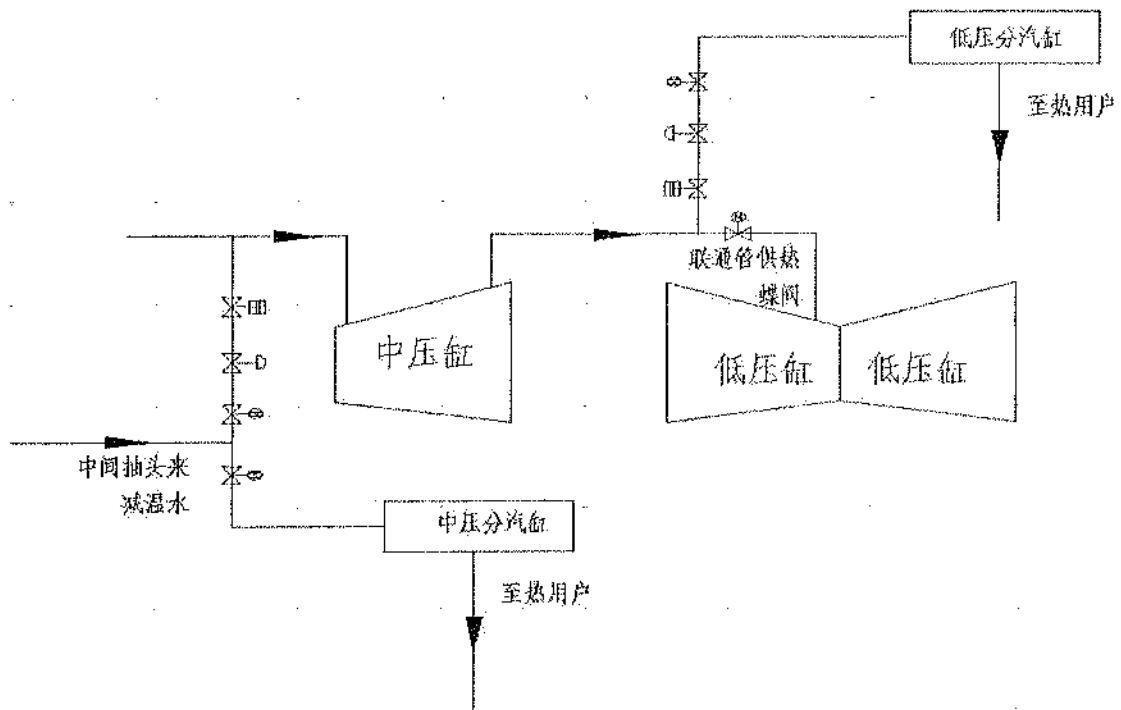 低压分汽缸
至热用户
联通管供热
蝶阀
中压缸
低压缸
低压缸
中间抽头来
减温水
中压分汽缸
至热用户